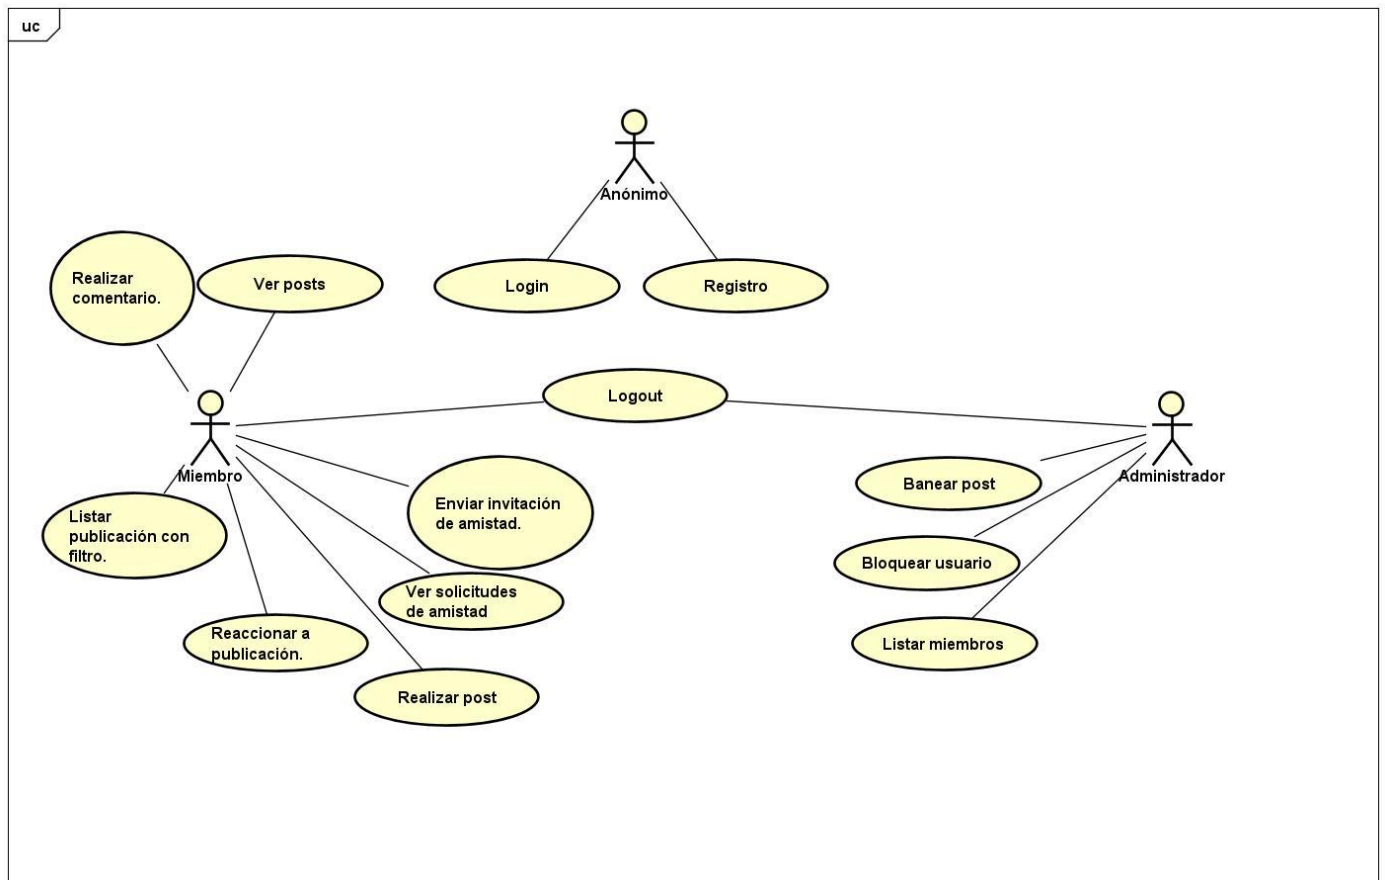 uc
Anónimo
Realizar
comentario.
Ver posts
Login
Registro
Logout
Miembro
Administrador
Enviar invitación
de amistad.
Banear post
Listar
publicación con
filtro.
Bloquear usuario
Ver solicitudes
de amistad
Reaccionar a
publicación.
Listar miembros
Realizar post